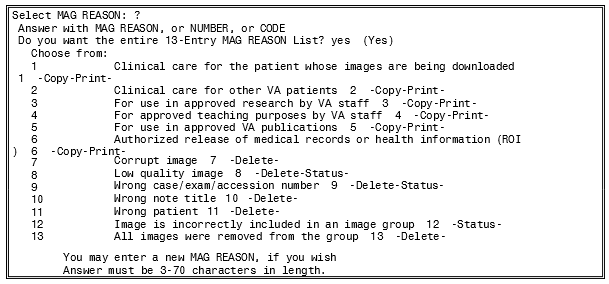 Select MAG REASON: ?
Answer with MAG REASON, or NUMBER, or CODE
Do you want the entire 13-Entry MAG REASON List? yes  (Yes)
Choose from:
1          Clinical care for the patient whose images are being downloaded
1  -Copy-Print-
2          Clinical care for other VA patients  2  -Copy-Print-
3          For use in approved research by VA staff  3  -Copy-Print-
4          For approved teaching purposes by VA staff  4  -Copy-Print-
5          For use in approved VA publications  5  -Copy-Print-
6          Authorized release of medical records or health information (ROI
)  6  -Copy-Print-
7          Corrupt image  7  -Delete-
8          Low quality image  8  -Delete-Status-
9          Wrong case/exam/accession number  9  -Delete-Status-
10         Wrong note title  10  -Delete-
11         Wrong patient  11  -Delete-
12         Image is incorrectly included in an image group  12  -Status-
13         All images were removed from the group  13  -Delete-
You may enter a new MAG REASON, if you wish
Answer must be 3-70 characters in length.